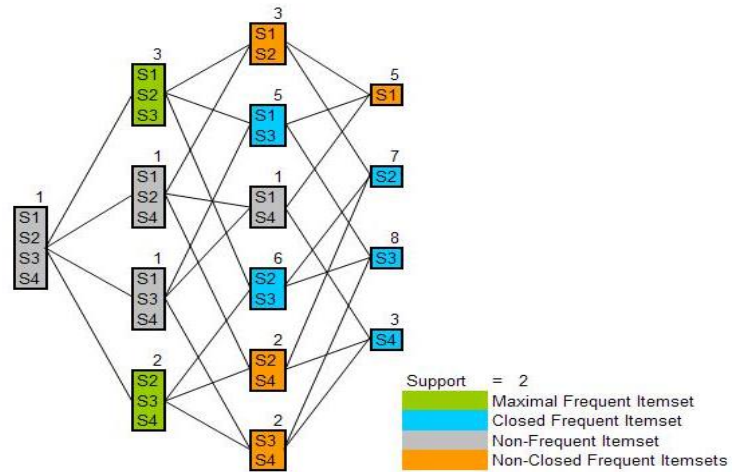 3
S1
S2
5
S1
3
S1
S2
S3
5
S1
S3
7
S2
1
S1
S2
S4
1
S1
S4
8
S3
1
S1
S2
S3
S4
1
S1
S3
S4
6
S2
S3
3
S4
2
S2
S3
S4
2
S2
S4
2
S3
S4
Support = 2
Maximal Frequent Itemset
Closed Frequent Itemset
Non-Frequent Itemset
Non-Closed Frequent Itemsets